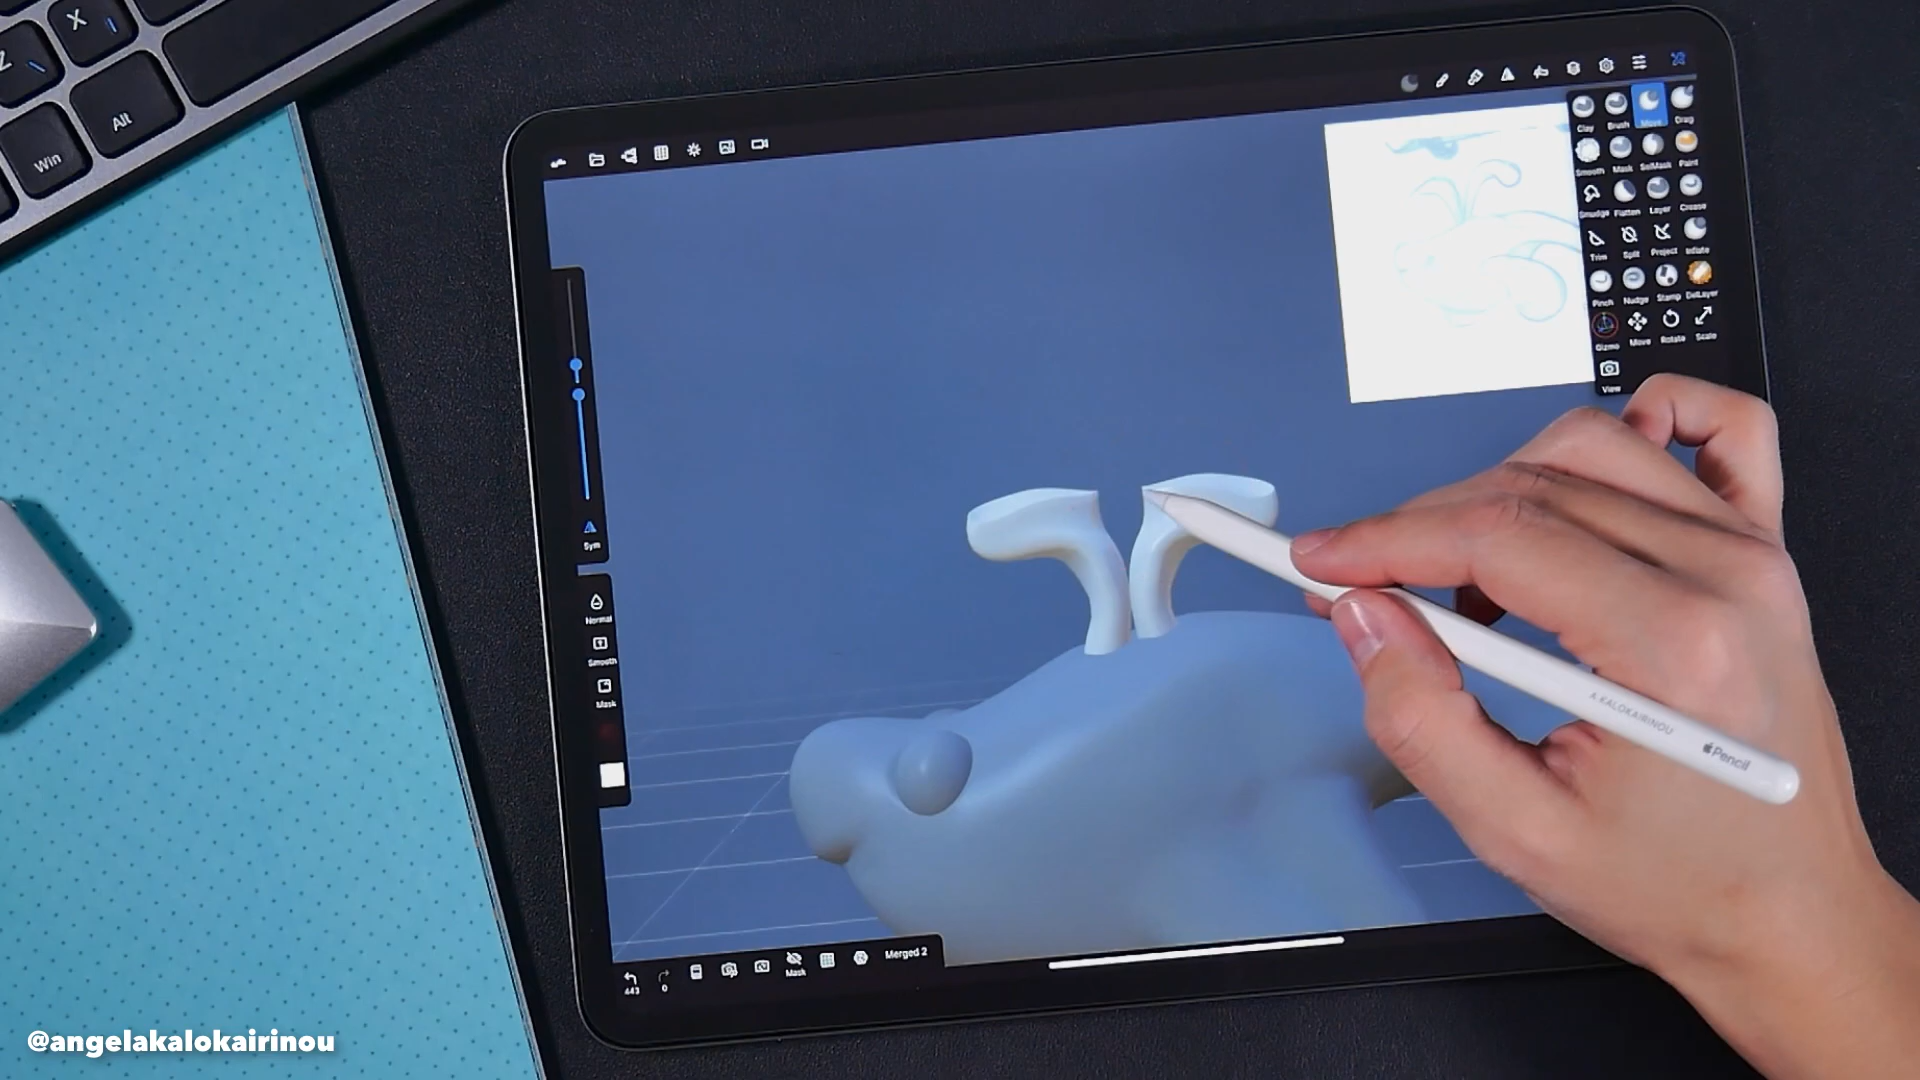 X
Z
Alt
Win
Clay Brush Move Drag
Smooth Mask SelMask Paint
Smudge Flatten Layer Crease
Trim Split Project Inflate
Pinch Nudge Stamp DelLayer
Gizmo Move Rotate Scale
View
Sym
Normal
Smooth
Mask
443
0
Mask
Merged 2
A.KALOKAIRINOU
Pencil
@angelakalokairinou